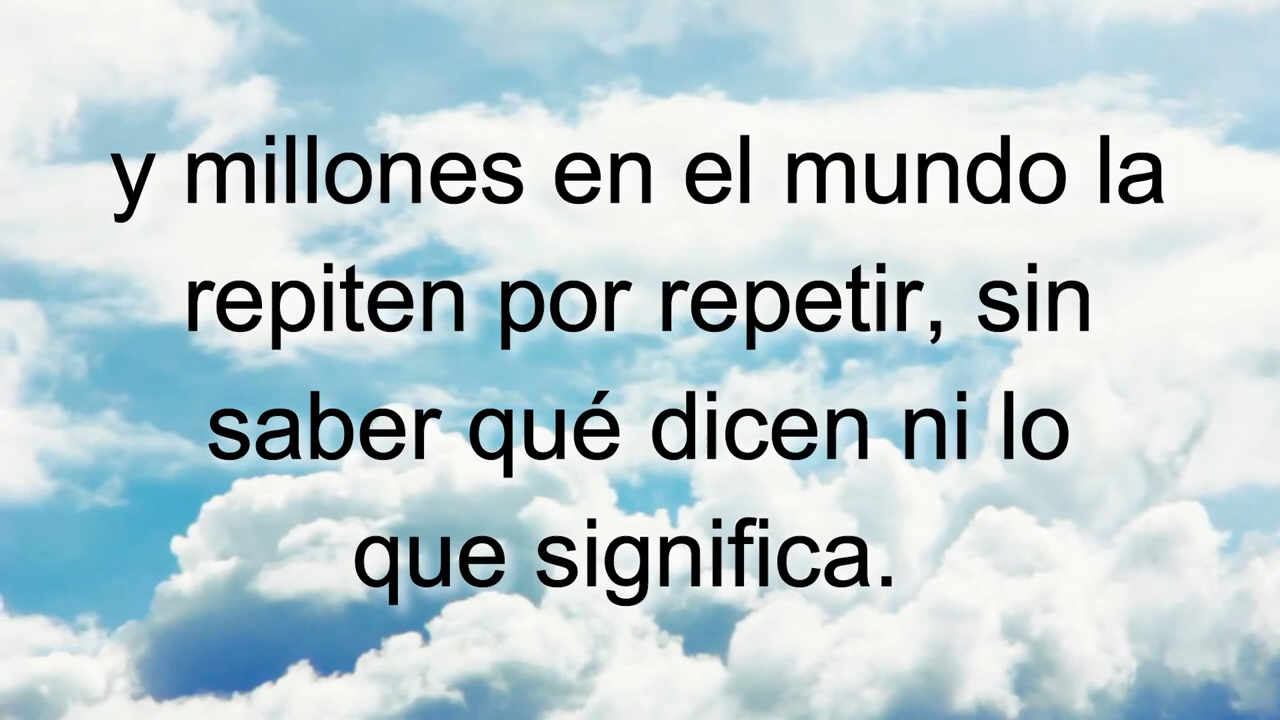 y millones en el mundo la
repiten por repetir, sin
saber qué dicen ni lo
que significa.